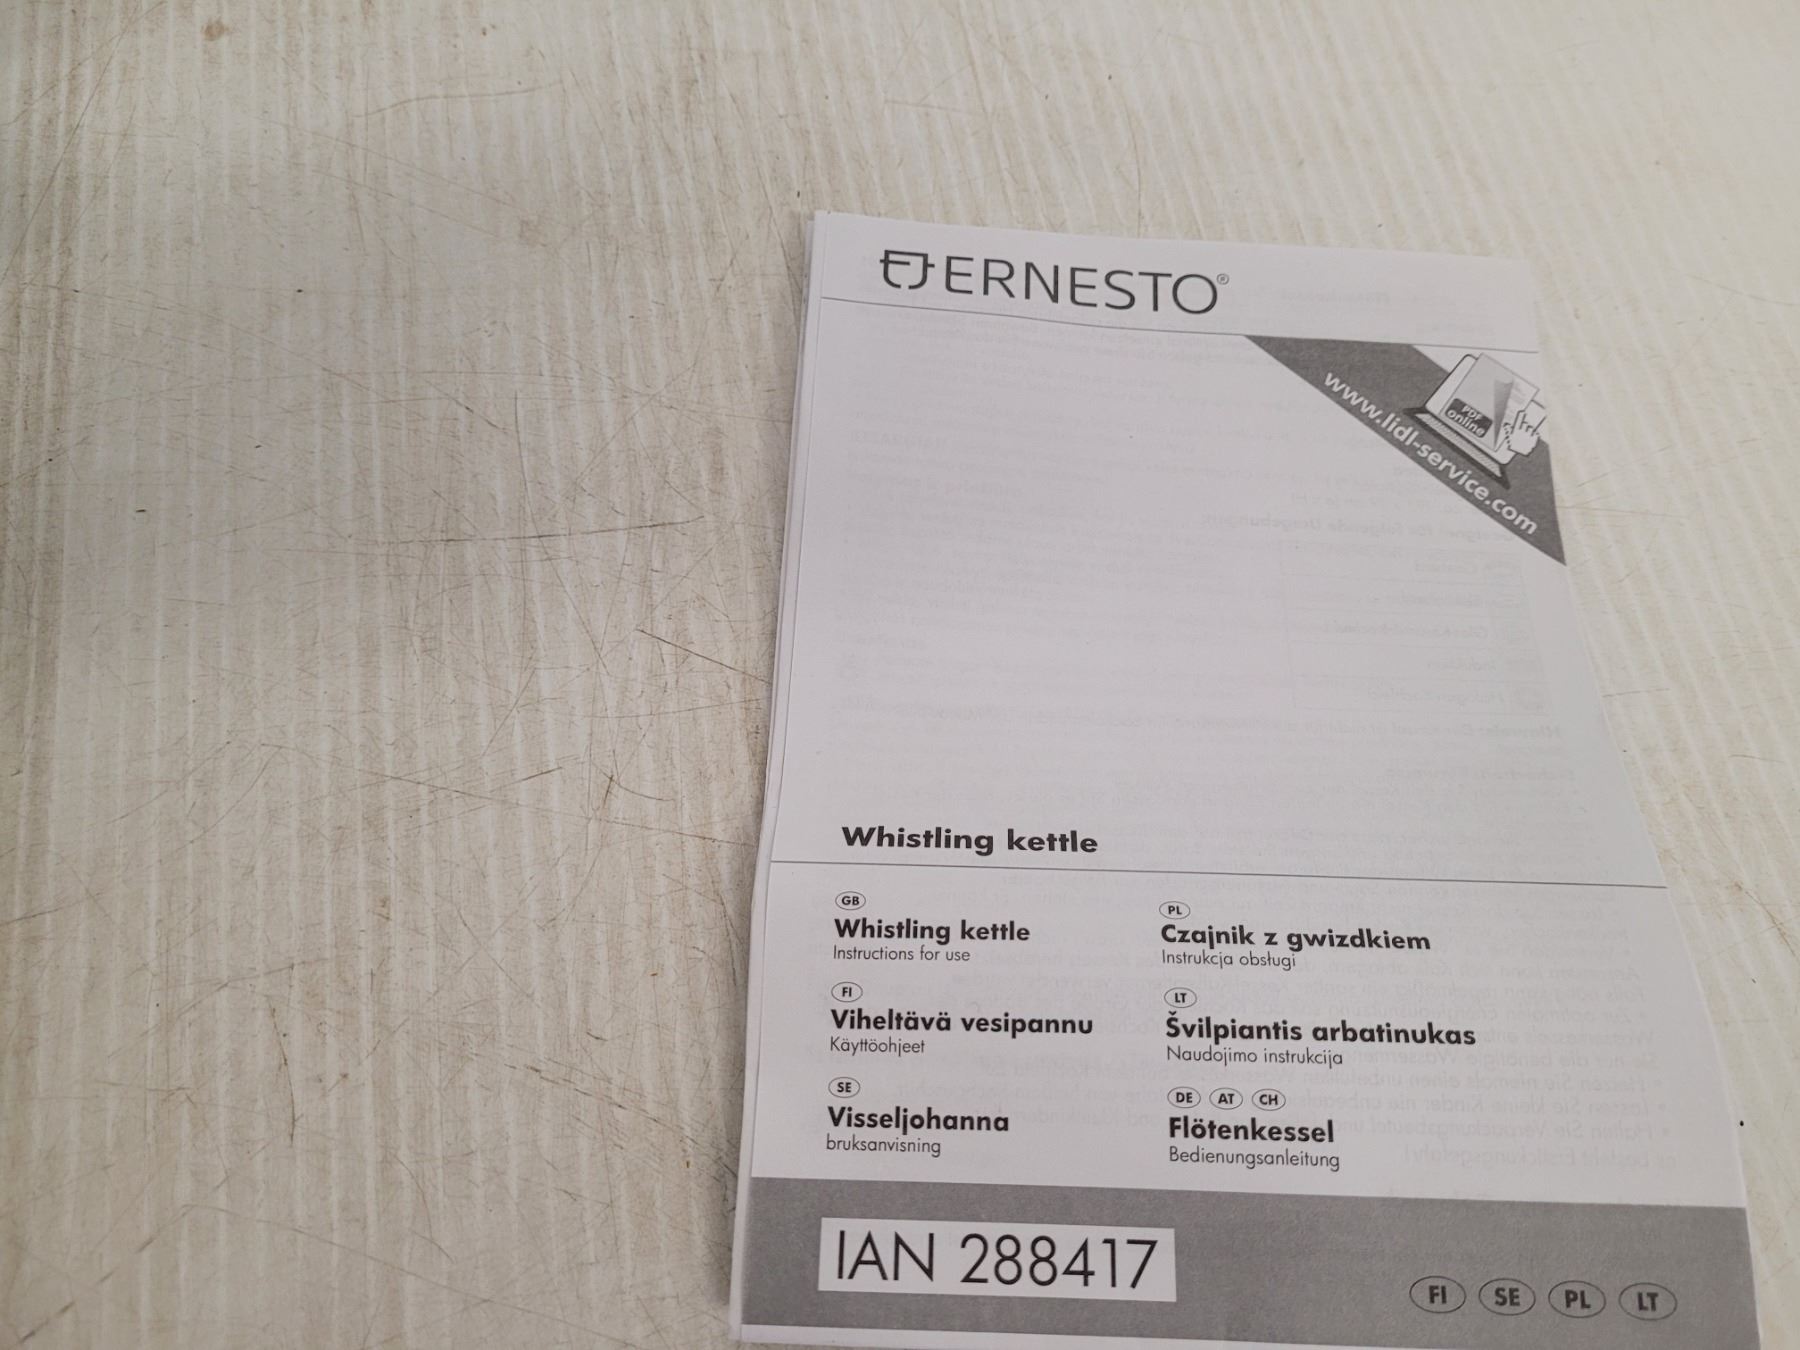 ERNESTO®
www.lidl-service.com
PDF
online
Whistling kettle
GB
Whistling kettle
Instructions for use
FI
Viheltävä vesipannu
Käyttöohjeet
SE
Visseljohanna
bruksanvisning
PL
Czajnik z gwizdkiem
Instrukcja obsługi
LT
Švilpiantis arbatinukas
Naudojimo instrukcija
DE AT CH
Flötenkessel
Bedienungsanleitung
IAN 288417
FI SE PL LT